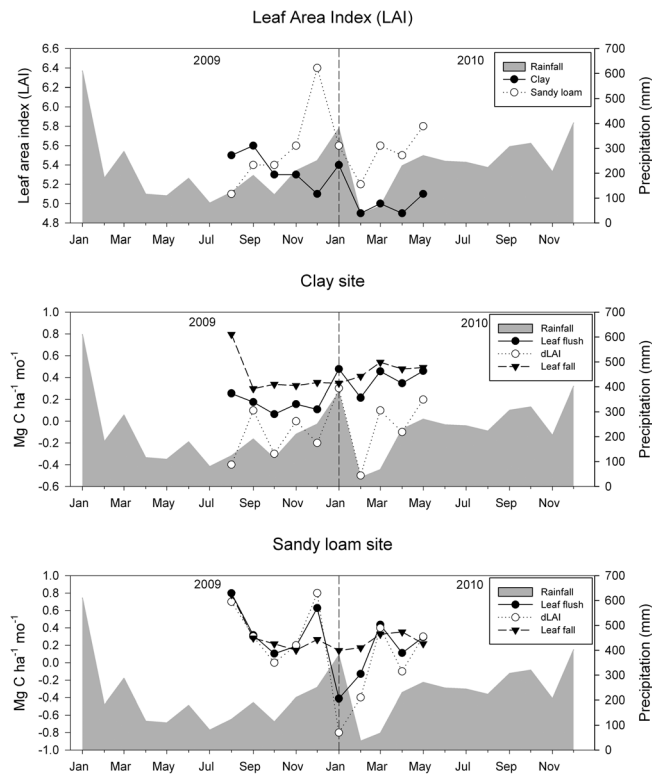 Leaf Area Index (LAI)
2009
2010
Rainfall
Clay
Sandy loam
Leaf area index (LAI)
6.6
6.4
6.2
6.0
5.8
5.6
5.4
5.2
5.0
4.8
700
600
500
400
300
200
100
0
Precipitation (mm)
Jan Mar May Jul Sep Nov Jan Mar May Jul Sep Nov
Clay site
2009
2010
Rainfall
Leaf flush
dLAI
Leaf fall
Mg C ha-1 mo-1
1.0
0.8
0.6
0.4
0.2
0.0
-0.2
-0.4
-0.6
700
600
500
400
300
200
100
0
Precipitation (mm)
Jan Mar May Jul Sep Nov Jan Mar May Jul Sep Nov
Sandy loam site
2009
2010
Rainfall
Leaf flush
dLAI
Leaf fall
Mg C ha-1 mo-1
1.0
0.8
0.6
0.4
0.2
0.0
-0.2
-0.4
-0.6
-0.8
-1.0
700
600
500
400
300
200
100
0
Precipitation (mm)
Jan Mar May Jul Sep Nov Jan Mar May Jul Sep Nov